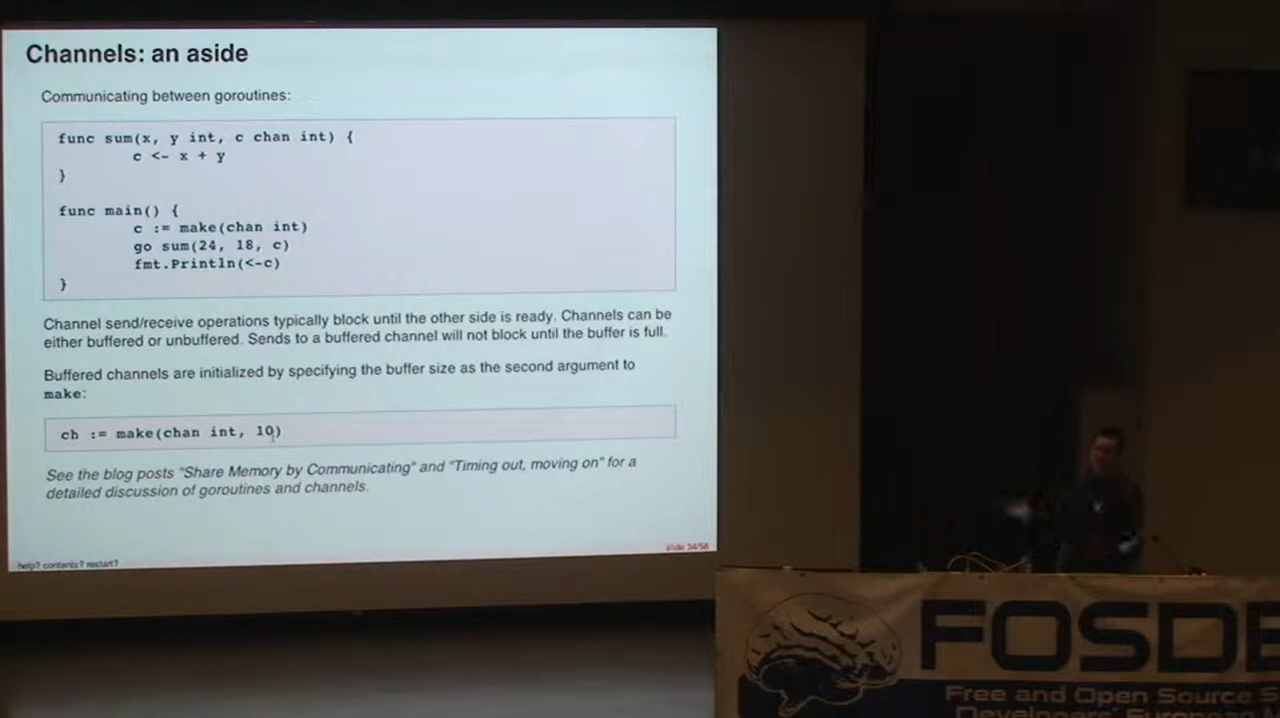 Channels: an aside
Communicating between goroutines:
func sum(x, y int, c chan int) {
c <- x + y
}
func main() {
c := make(chan int)
go sum(24, 18, c)
fmt.Println(<-c)
}
Channel send/receive operations typically block until the other side is ready. Channels can be
either buffered or unbuffered. Sends to a buffered channel will not block until the buffer is full.
Buffered channels are initialized by specifying the buffer size as the second argument to
make:
ch := make(chan int, 10)
See the blog posts "Share Memory by Communicating" and "Timing out, moving on" for a
detailed discussion of goroutines and channels.
help? contents? restart?
slide 34/58
FOSDE
Free and Open Source S
Developers' European